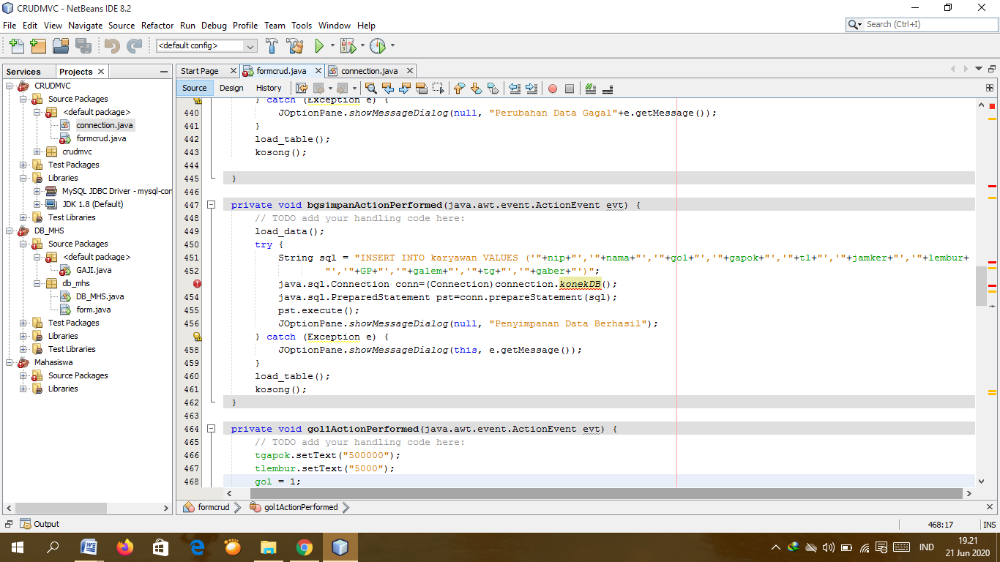 CRUDMVC - NetBeans IDE 8.2
File Edit View Navigate Source Refactor Run Debug Profile Team Tools Window Help
Search (Ctrl+I)
<default config>
Services Projects
CRUDMVC
Source Packages
<default package>
connection.java
formcrud.java
crudmvc
Test Packages
Libraries
MySQL JDBC Driver - mysql-con
JDK 1.8 (Default)
Test Libraries
DB_MHS
Source Packages
<default package>
GAJI.java
db_mhs
DB_MHS.java
form.java
Test Packages
Libraries
Test Libraries
Mahasiswa
Source Packages
Libraries
Start Page formcrud.java connection.java
Source Design History
} catch (Exception e) {
440 JOptionPane.showMessageDialog(null, "Perubahan Data Gagal"+e.getMessage());
441 }
442 load_table();
443 kosong();
444
445 }
446
447 private void bgsimpanActionPerformed(java.awt.event.ActionEvent evt) {
448 // TODO add your handling code here:
449 load_data();
450 try {
451 String sql = "INSERT INTO karyawan VALUES ('"+nip+"','"+nama+"','"+gol+"','"+gapok+"','"+tl+"','"+jamker+"','"+lembur+
452 "','"+GP+"','"+galem+"','"+tg+"','"+gaber+"')";
java.sql.Connection conn=(Connection)connection.konekDB();
454 java.sql.PreparedStatement pst=conn.prepareStatement(sql);
455 pst.execute();
456 JOptionPane.showMessageDialog(null, "Penyimpanan Data Berhasil");
} catch (Exception e) {
458 JOptionPane.showMessageDialog(this, e.getMessage());
459 }
460 load_table();
461 kosong();
462 }
463
464 private void gol1ActionPerformed(java.awt.event.ActionEvent evt) {
465 // TODO add your handling code here:
466 tgapok.setText("500000");
467 tlembur.setText("5000");
468 gol = 1;
formcrud gol1ActionPerformed
Output
468:17 INS
IND
19.21
21 Jun 2020